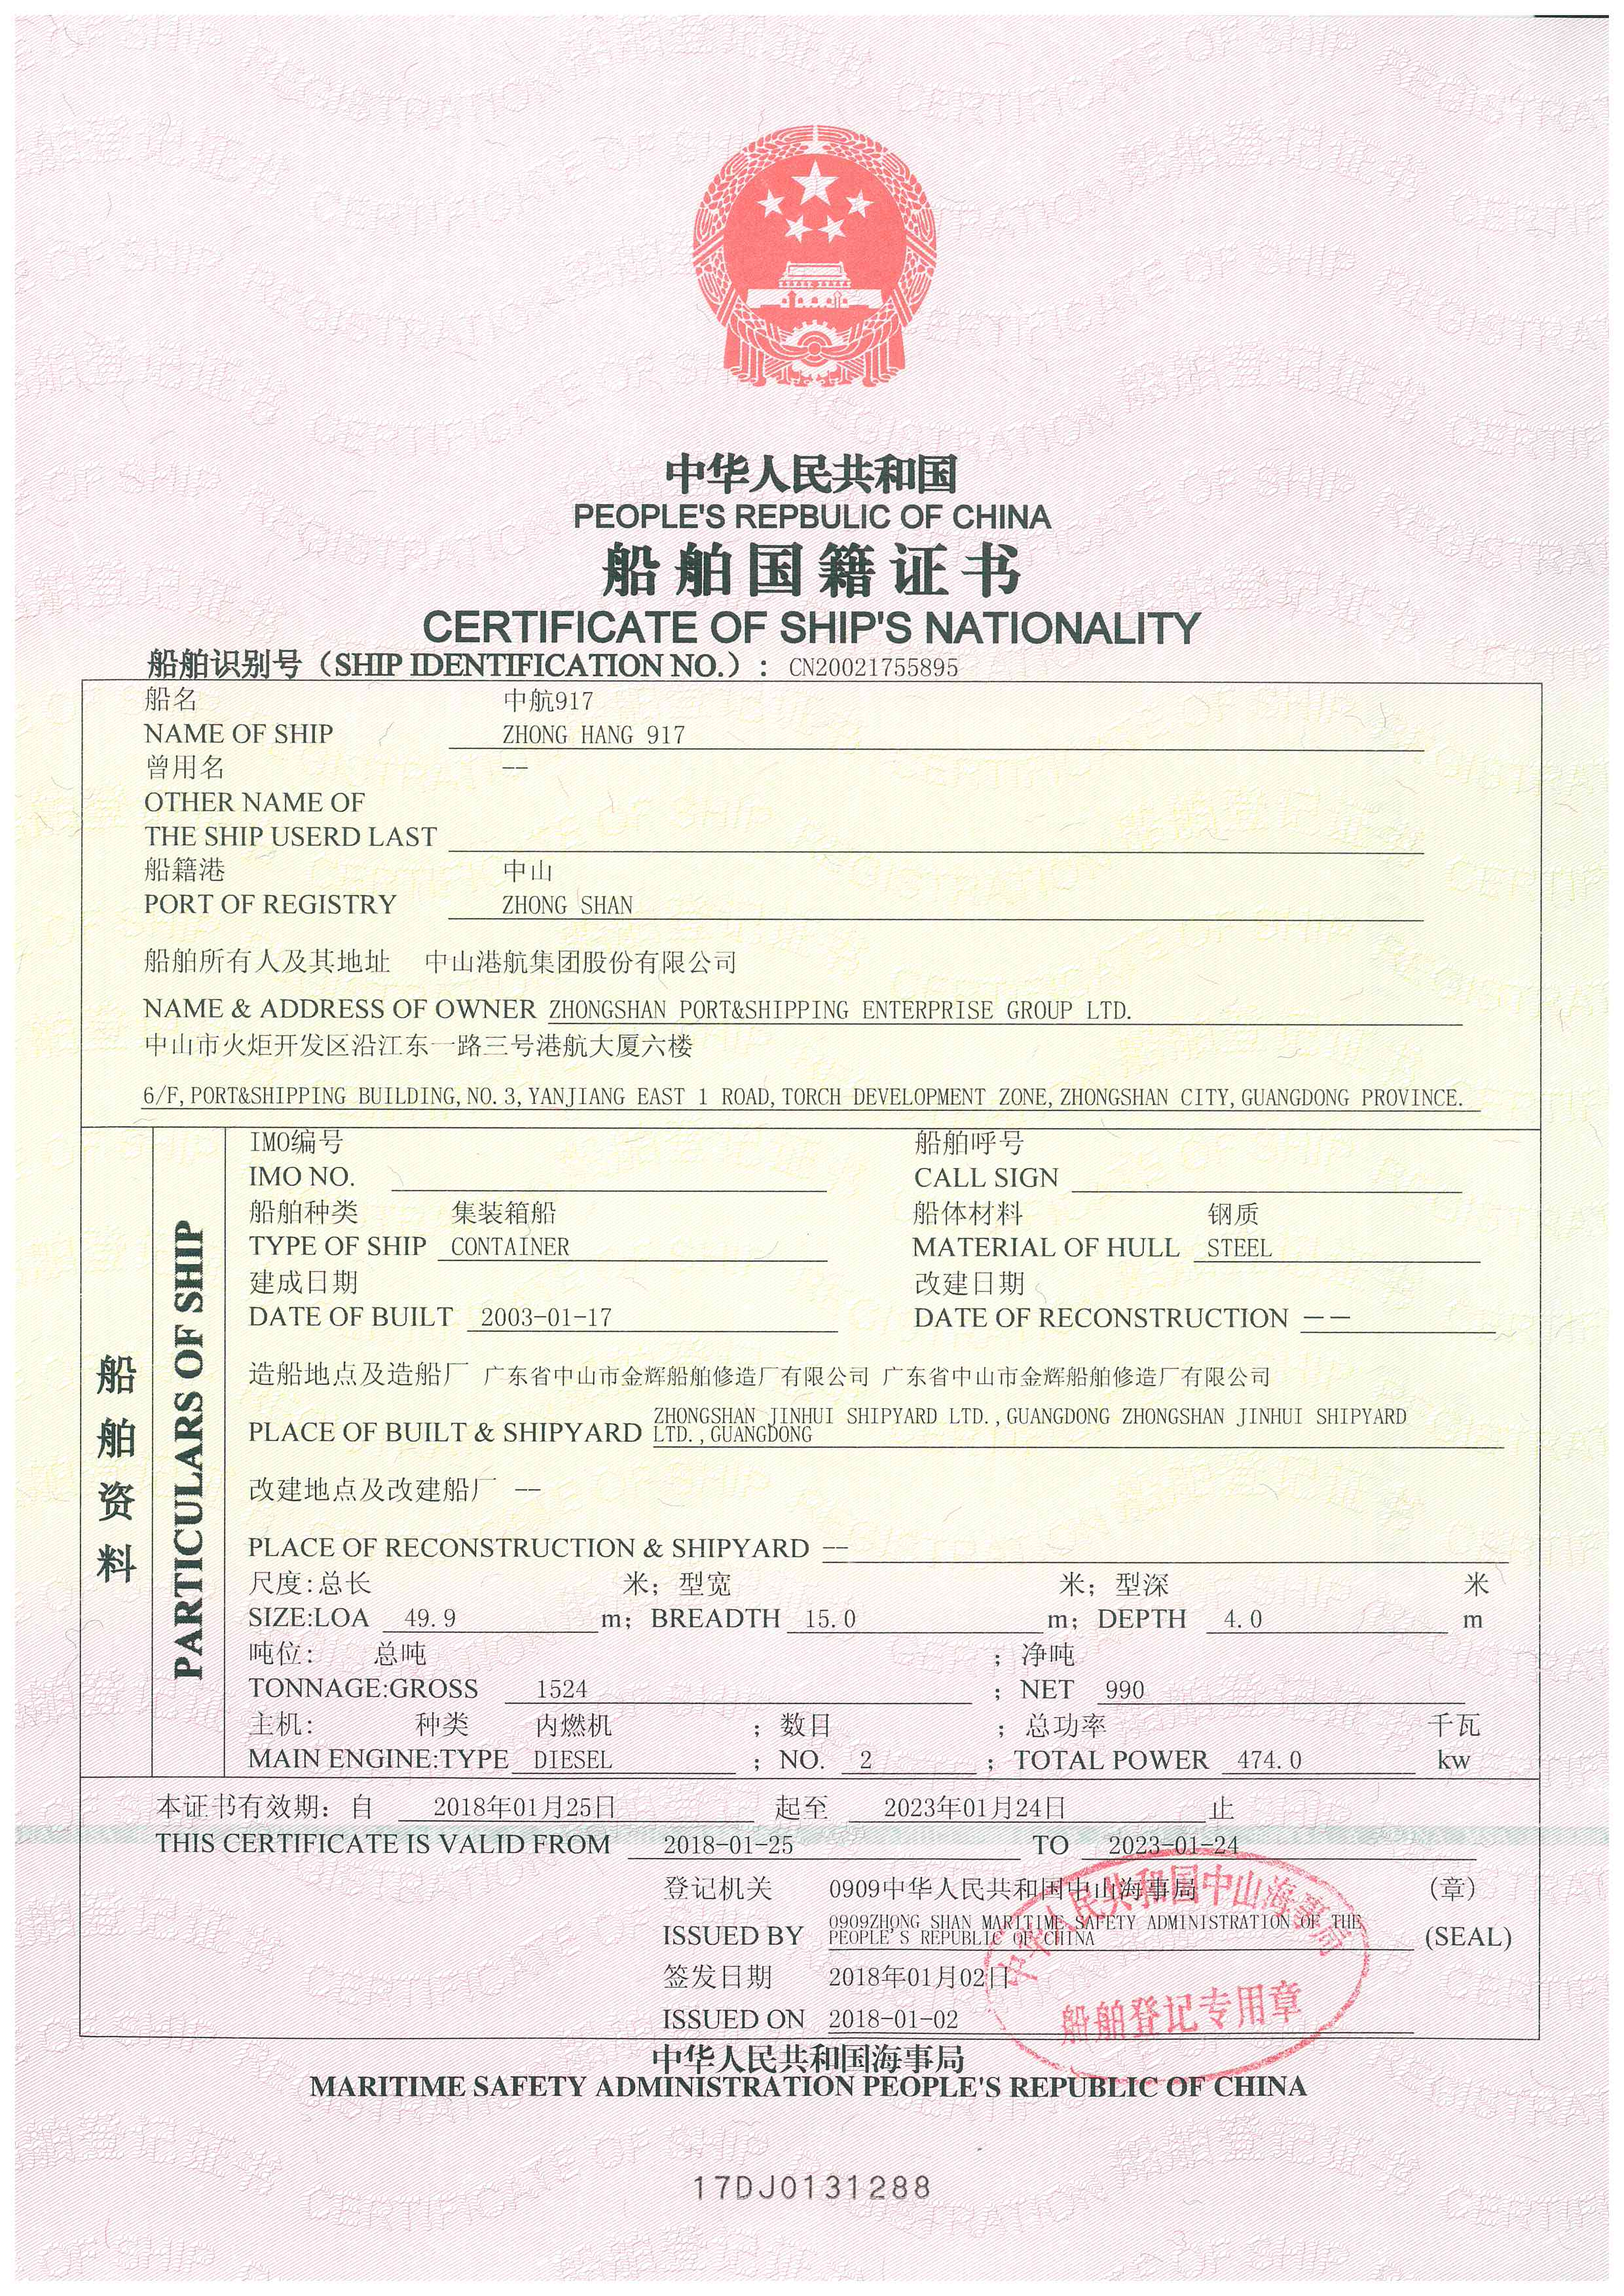 中华人民共和国
PEOPLE'S REPBULIC OF CHINA
船舶国籍证书
CERTIFICATE OF SHIP'S NATIONALITY
船舶识别号（SHIP IDENTIFICATION NO.）: CN20021755895
船名 中航917
NAME OF SHIP ZHONG HANG 917
曾用名 --
OTHER NAME OF
THE SHIP USERD LAST
船籍港 中山
PORT OF REGISTRY ZHONG SHAN
船舶所有人及其地址 中山港航集团股份有限公司
NAME & ADDRESS OF OWNER ZHONGSHAN PORT&SHIPPING ENTERPRISE GROUP LTD.
中山市火炬开发区沿江东一路三号港航大厦六楼
6/F,PORT&SHIPPING BUILDING,NO.3,YANJIANG EAST 1 ROAD,TORCH DEVELOPMENT ZONE,ZHONGSHAN CITY,GUANGDONG PROVINCE.
船舶资料
PARTICULARS OF SHIP
IMO编号 船舶呼号
IMO NO. CALL SIGN
船舶种类 集装箱船 船体材料 钢质
TYPE OF SHIP CONTAINER MATERIAL OF HULL STEEL
建成日期 改建日期
DATE OF BUILT 2003-01-17 DATE OF RECONSTRUCTION — —
造船地点及造船厂 广东省中山市金辉船舶修造厂有限公司 广东省中山市金辉船舶修造厂有限公司
PLACE OF BUILT & SHIPYARD ZHONGSHAN JINHUI SHIPYARD LTD.,GUANGDONG ZHONGSHAN JINHUI SHIPYARD
LTD.,GUANGDONG
改建地点及改建船厂 --
PLACE OF RECONSTRUCTION & SHIPYARD --
尺度:总长 米；型宽 米；型深 米
SIZE:LOA 49.9 m；BREADTH 15.0 m；DEPTH 4.0 m
吨位: 总吨 ；净吨
TONNAGE:GROSS 1524 ；NET 990
主机: 种类 内燃机 ；数目 ；总功率 千瓦
MAIN ENGINE:TYPE DIESEL ；NO. 2 ；TOTAL POWER 474.0 kw
本证书有效期：自 2018年01月25日 起至 2023年01月24日 止
THIS CERTIFICATE IS VALID FROM 2018-01-25 TO 2023-01-24
登记机关 0909中华人民共和国中山海事局 （章）
ISSUED BY 0909ZHONG SHAN MARITIME SAFETY ADMINISTRATION OF THE
PEOPLE'S REPUBLIC OF CHINA (SEAL)
签发日期 2018年01月02日
ISSUED ON 2018-01-02
中华人民共和国中山海事局
船舶登记专用章
中华人民共和国海事局
MARITIME SAFETY ADMINISTRATION PEOPLE'S REPUBLIC OF CHINA
17DJ0131288